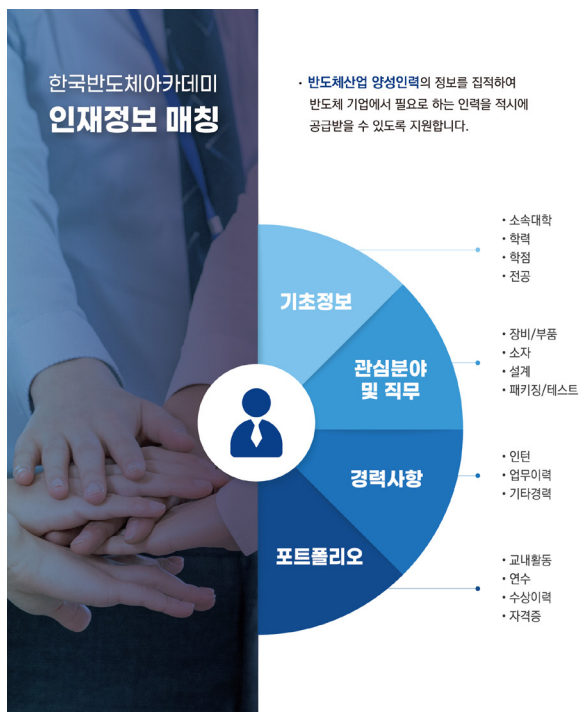 한국반도체아카데미
인재정보 매칭
• 반도체산업 양성인력의 정보를 집적하여
반도체 기업에서 필요로 하는 인력을 적시에
공급받을 수 있도록 지원합니다.
기초정보
• 소속대학
• 학력
• 학점
• 전공
관심분야
및 직무
• 장비/부품
• 소자
• 설계
• 패키징/테스트
경력사항
• 인턴
• 업무이력
• 기타경력
포트폴리오
• 교내활동
• 연수
• 수상이력
• 자격증